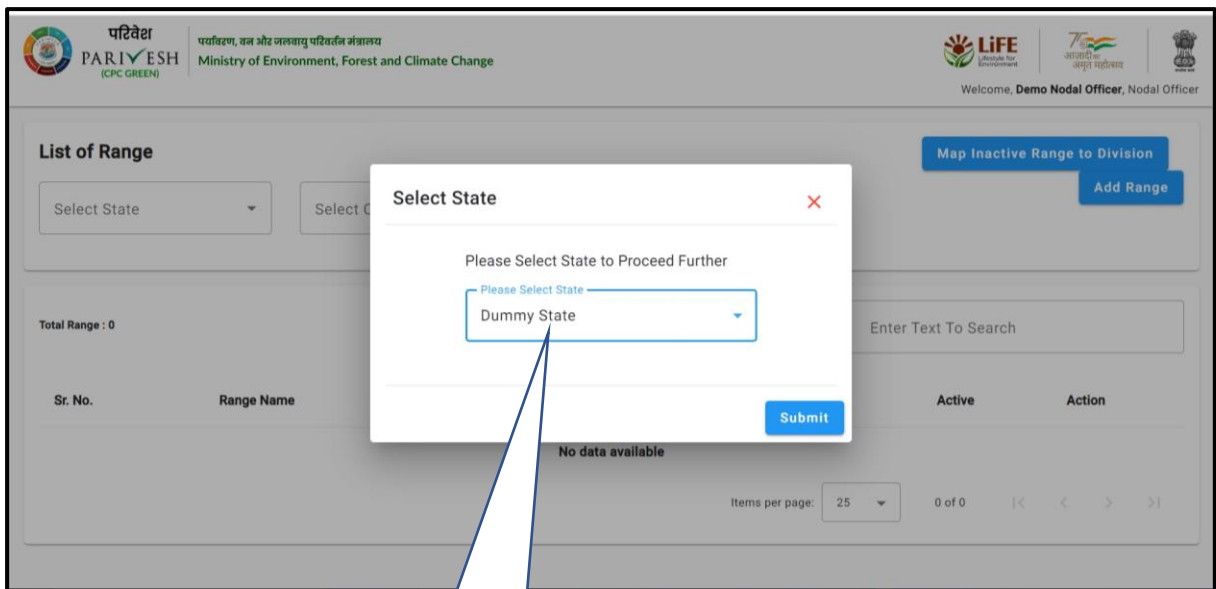 परिवेश
PARIVESH
(CPC GREEN)
पर्यावरण, वन और जलवायु परिवर्तन मंत्रालय
Ministry of Environment, Forest and Climate Change
LiFE
Lifestyle for
Environment
आज़ादी का
अमृत महोत्सव
Welcome, Demo Nodal Officer, Nodal Officer
List of Range
Map Inactive Range to Division
Add Range
Select State
Select C
Select State
Please Select State to Proceed Further
Please Select State
Dummy State
Submit
Total Range : 0
Enter Text To Search
Sr. No.
Range Name
Active
Action
No data available
Items per page: 25
0 of 0